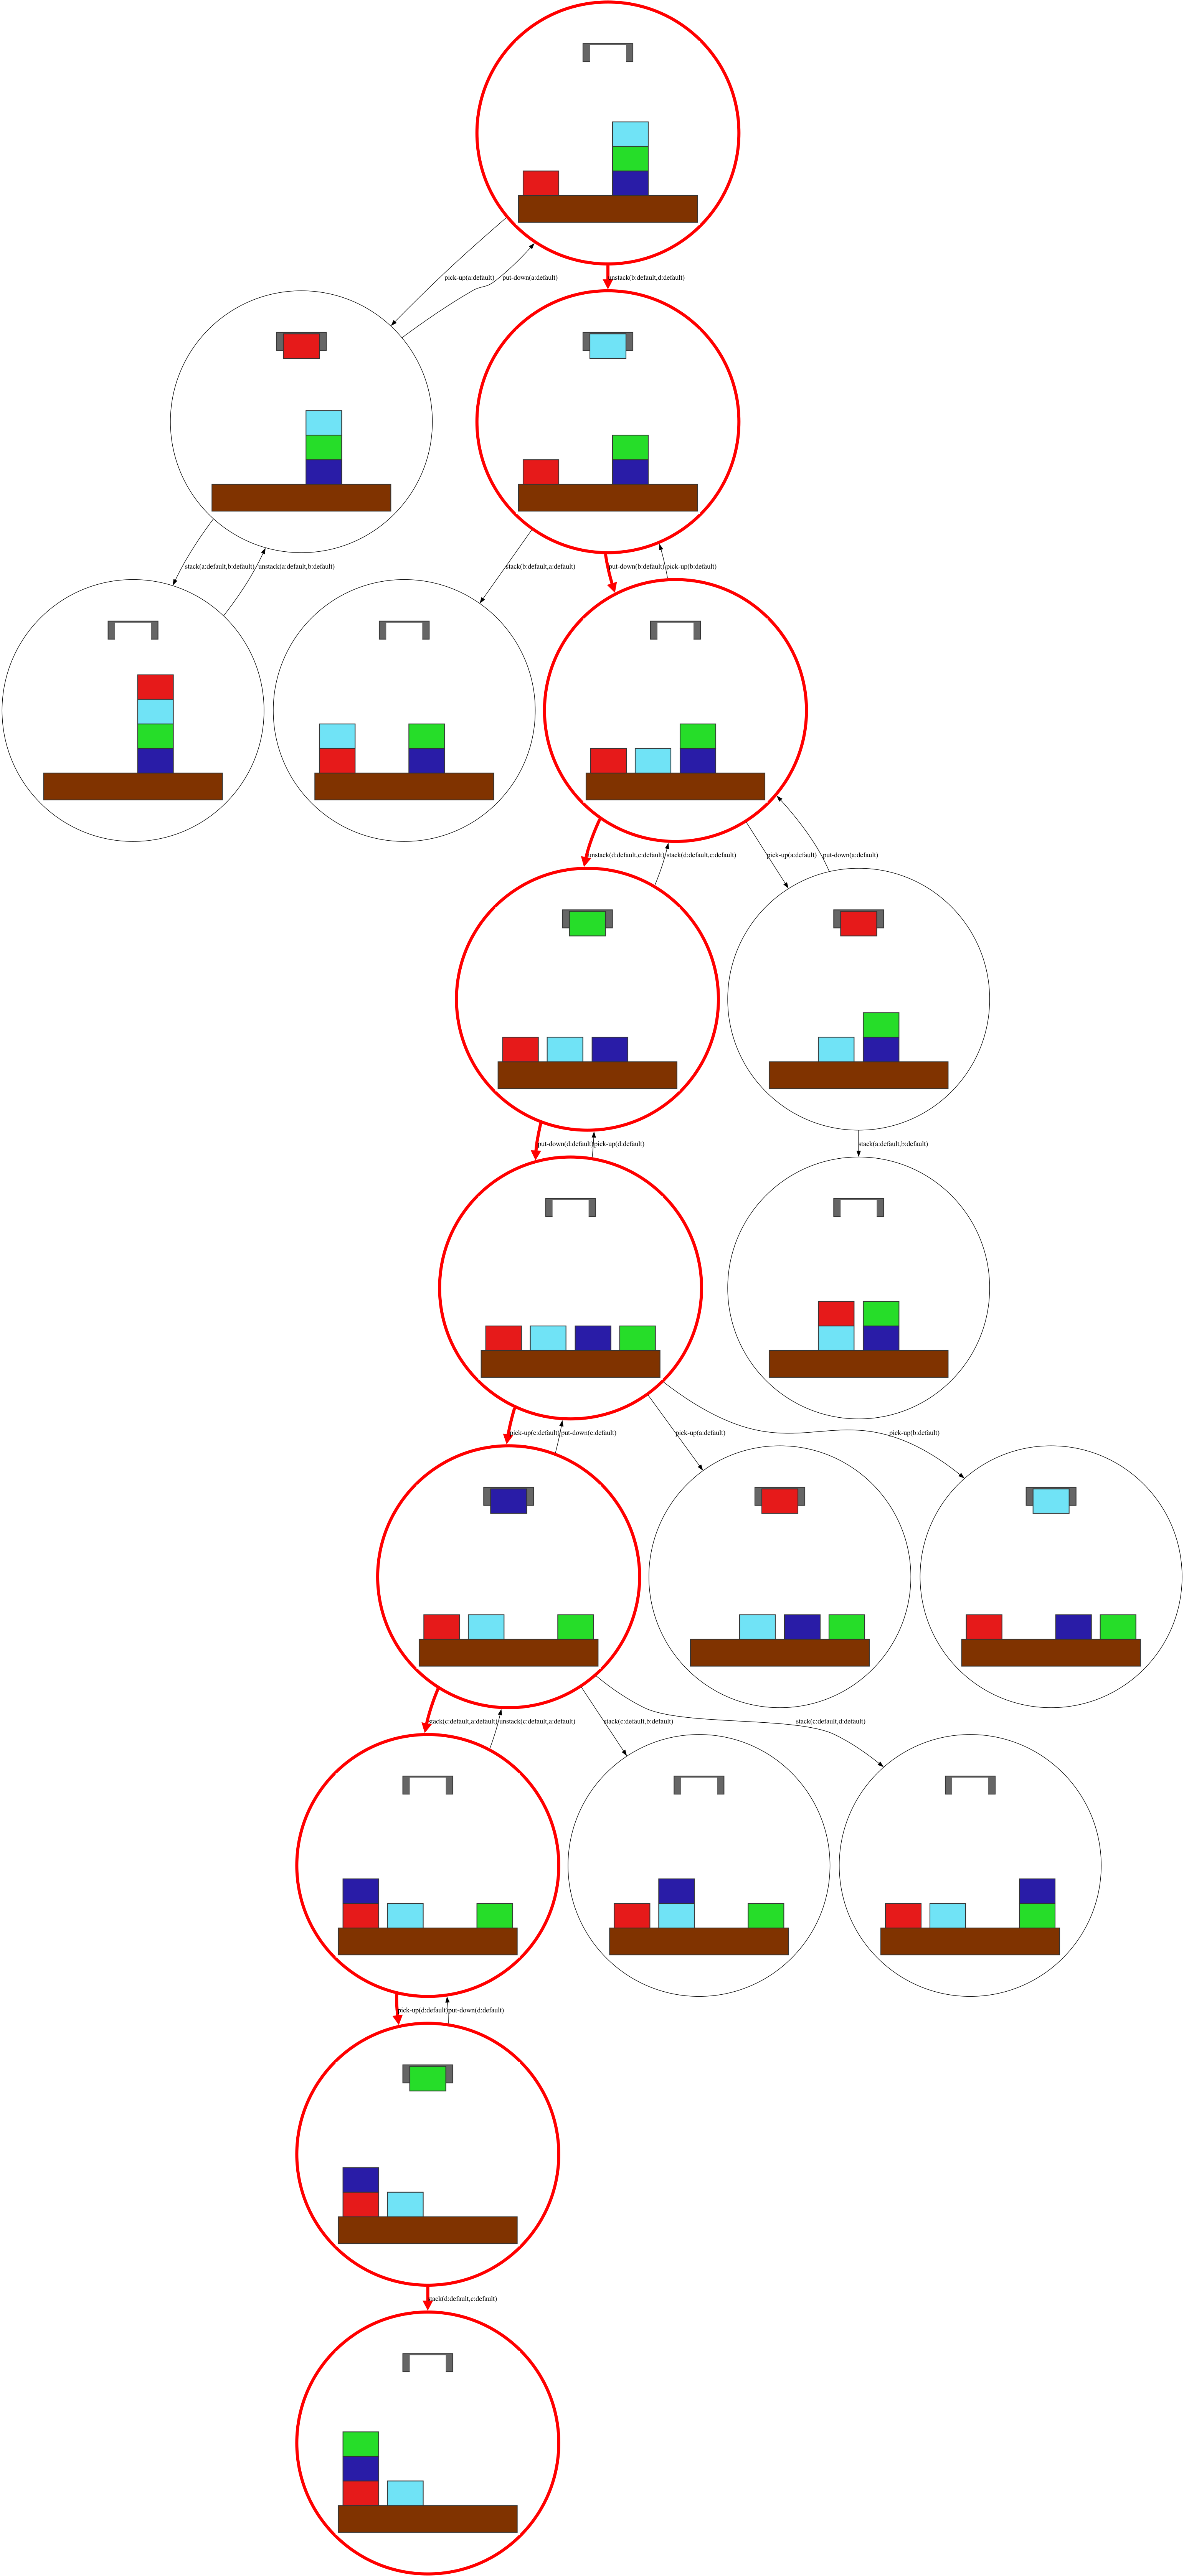 pick-up(a:default)
put-down(a:default)
unstack(b:default,d:default)
stack(a:default,b:default)
unstack(a:default,b:default)
stack(b:default,a:default)
put-down(b:default)
pick-up(b:default)
unstack(d:default,c:default)
stack(d:default,c:default)
pick-up(a:default)
put-down(a:default)
put-down(d:default)
pick-up(d:default)
stack(a:default,b:default)
pick-up(c:default)
put-down(c:default)
pick-up(a:default)
pick-up(b:default)
stack(c:default,a:default)
unstack(c:default,a:default)
stack(c:default,b:default)
stack(c:default,d:default)
pick-up(d:default)
put-down(d:default)
stack(d:default,c:default)